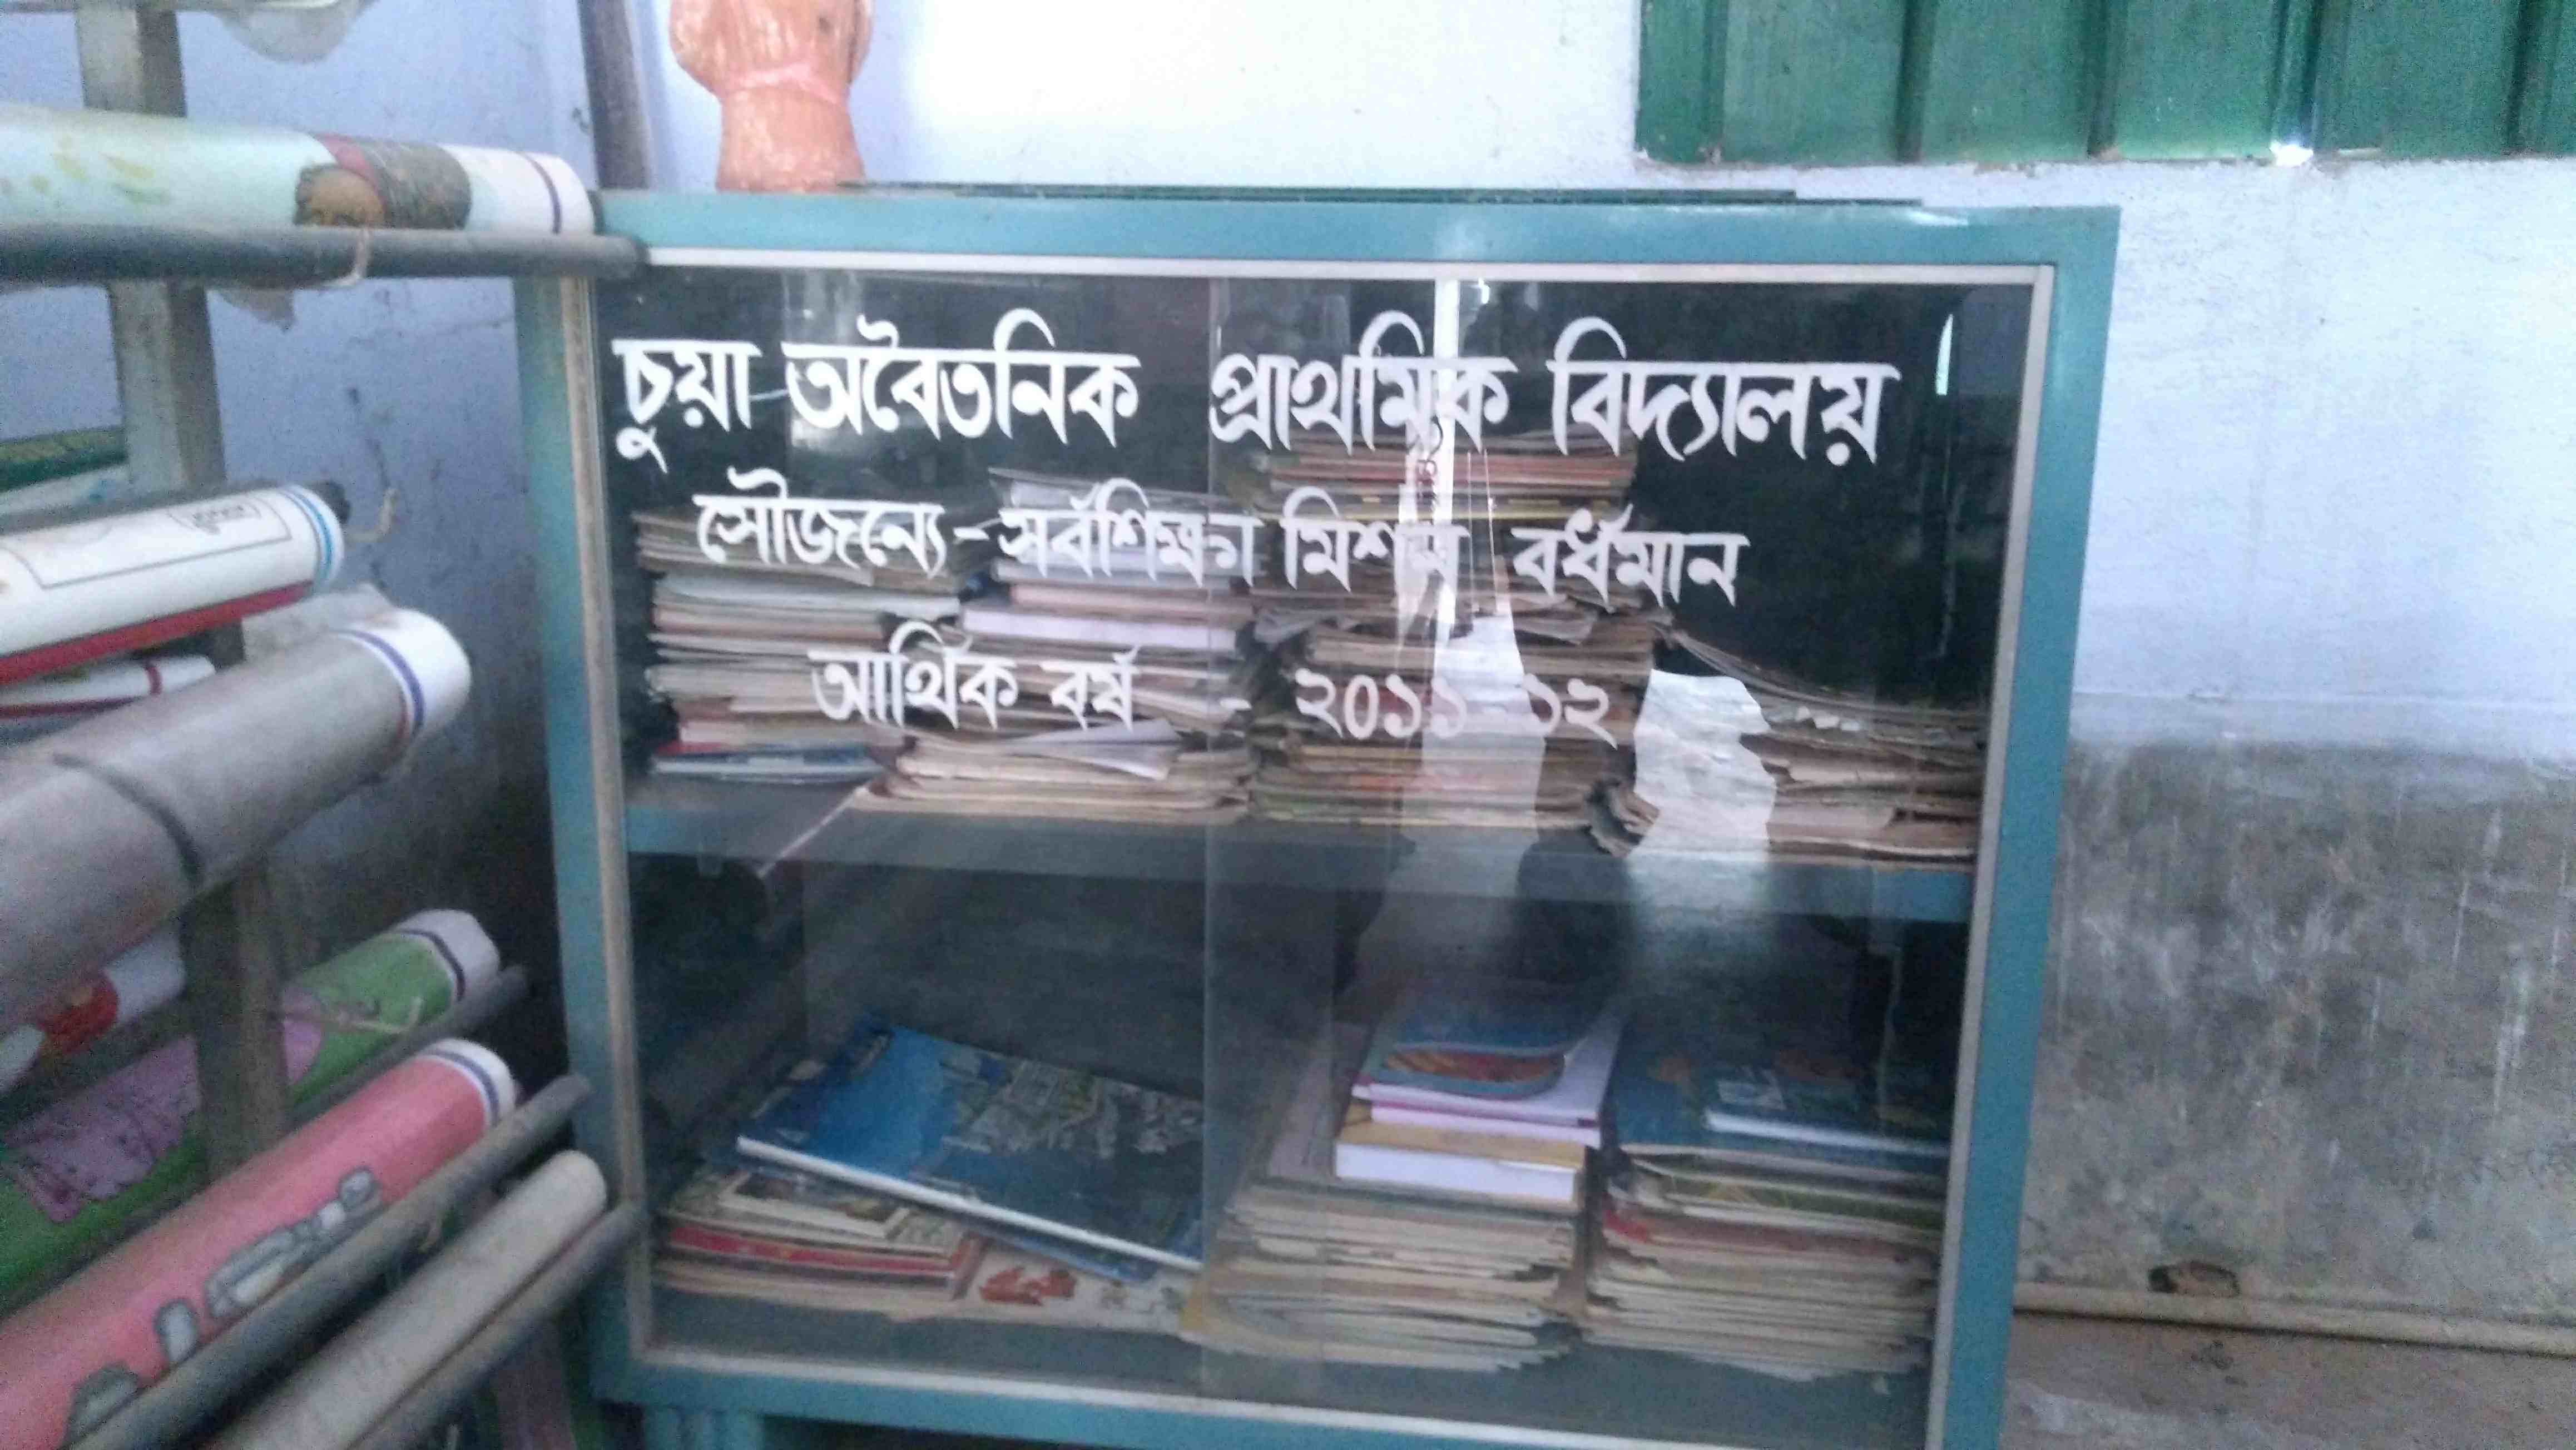 চুয়া অবৈতনিক প্রাথমিক বিদ্যালয়
সৌজন্যে - সর্বশিক্ষা মিশন বর্ধমান
আর্থিক বর্ষ - ২০১১-১২